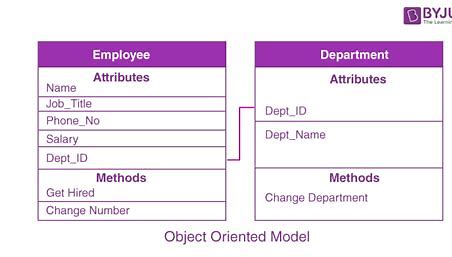 BYJU
The Learning
Employee
Attributes
Name
Job_Title
Phone_No
Salary
Dept_ID
Methods
Get Hired
Change Number
Department
Attributes
Dept_ID
Dept_Name
Methods
Change Department
Object Oriented Model